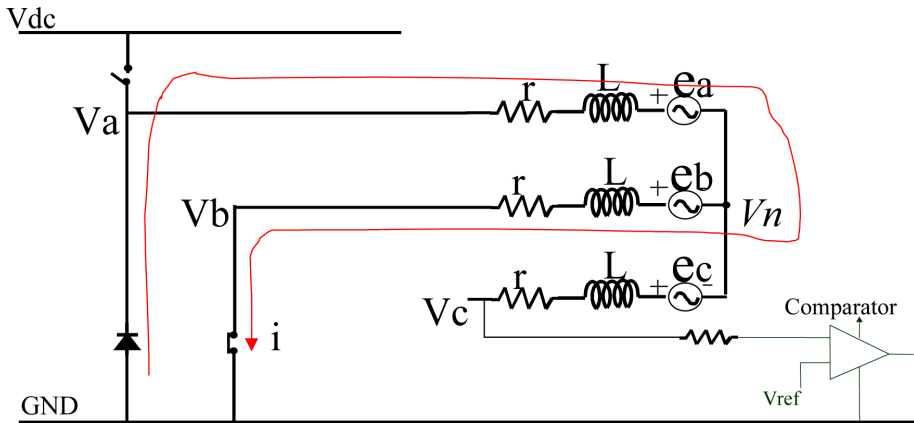 Vdc
r L + ea
Va
r L + eb
Vb Vn
r L + ec
Vc
i
Comparator
Vref
GND